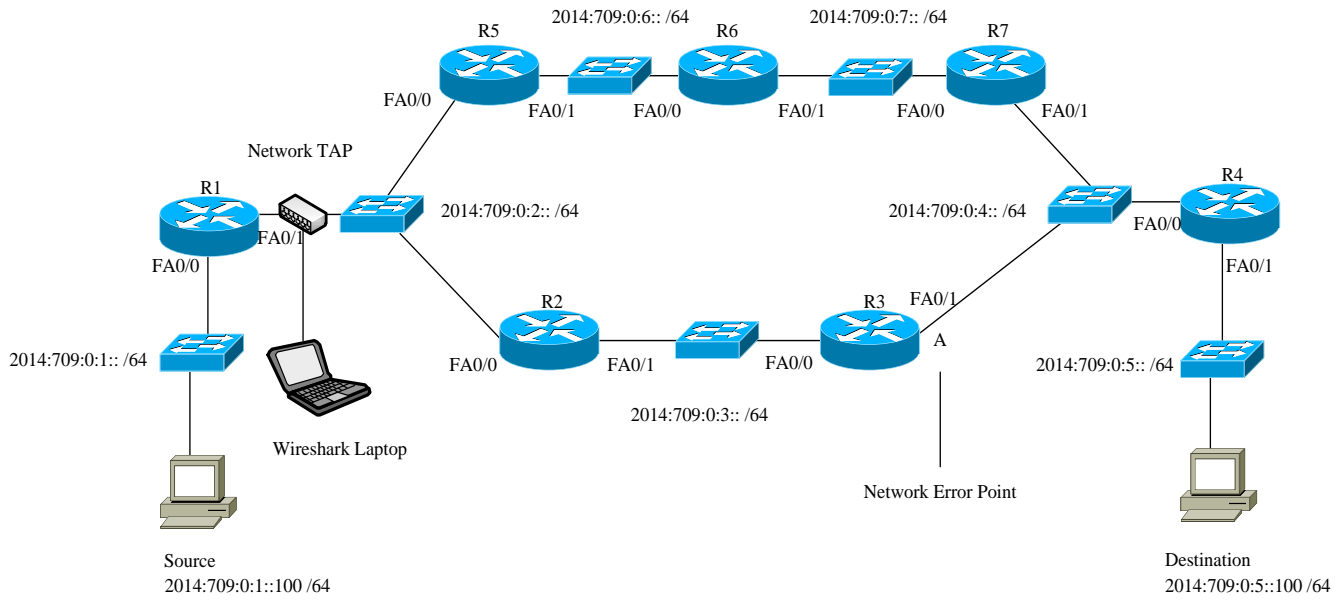 2014:709:0:6:: /64
2014:709:0:7:: /64
R5
R6
R7
FA0/0
FA0/1
FA0/0
FA0/1
FA0/0
FA0/1
Network TAP
R1
R4
2014:709:0:2:: /64
2014:709:0:4:: /64
FA0/1
FA0/0
FA0/0
FA0/1
R2
R3
FA0/1
A
2014:709:0:1:: /64
FA0/0
FA0/1
FA0/0
2014:709:0:5:: /64
2014:709:0:3:: /64
Wireshark Laptop
Network Error Point
Source
2014:709:0:1::100 /64
Destination
2014:709:0:5::100 /64